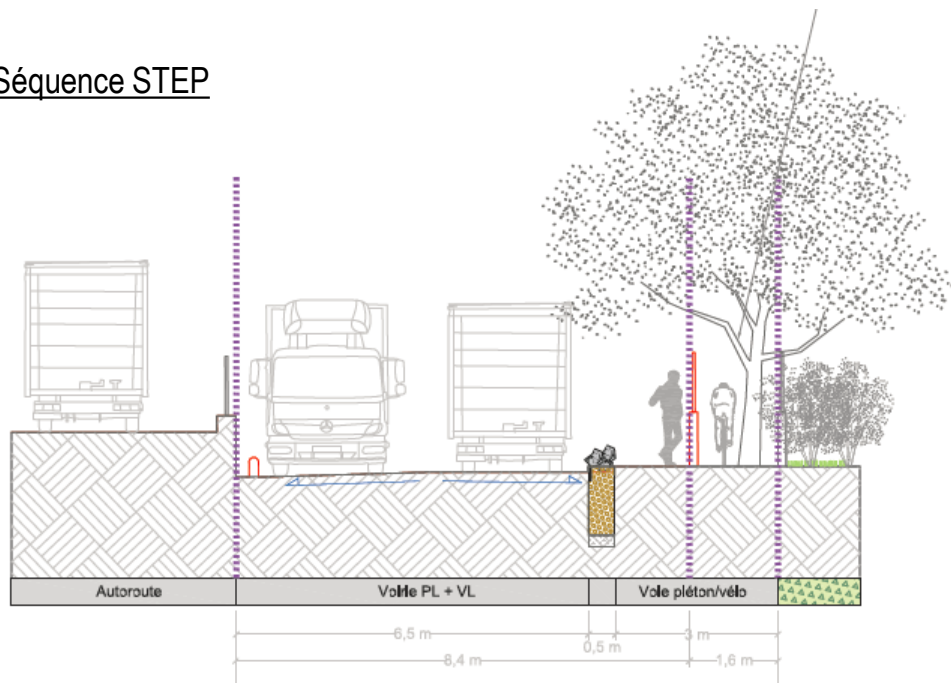 Séquence STEP
Autoroute
Voirie PL + VL
Voie piéton/vélo
6,5 m
0,5 m
3 m
8,4 m
1,6 m